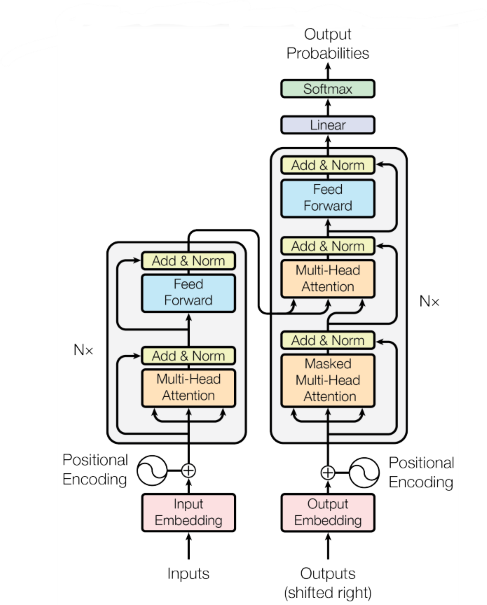 Output
Probabilities
Softmax
Linear
Add & Norm
Feed
Forward
Add & Norm
Multi-Head
Attention
Add & Norm
Masked
Multi-Head
Attention
Nx
Add & Norm
Feed
Forward
Add & Norm
Multi-Head
Attention
Nx
Positional
Encoding
Positional
Encoding
Input
Embedding
Output
Embedding
Inputs
Outputs
(shifted right)